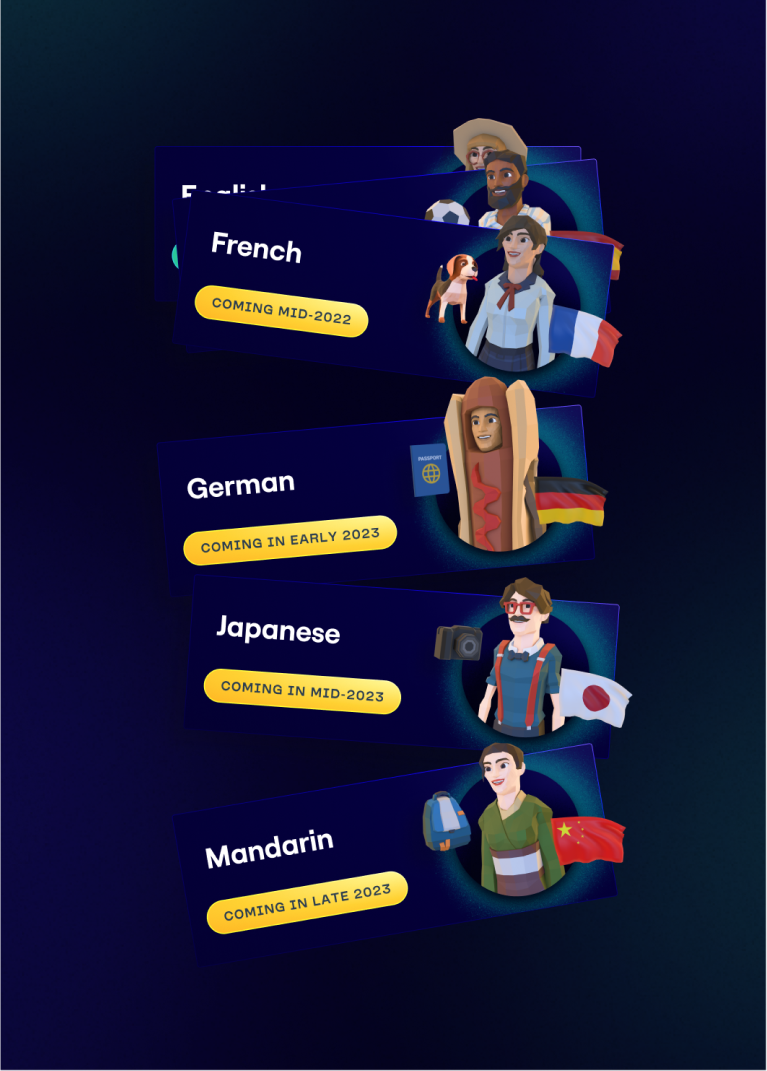 English
French
COMING MID-2022
PASSPORT
German
COMING IN EARLY 2023
Japanese
COMING IN MID-2023
Mandarin
COMING IN LATE 2023